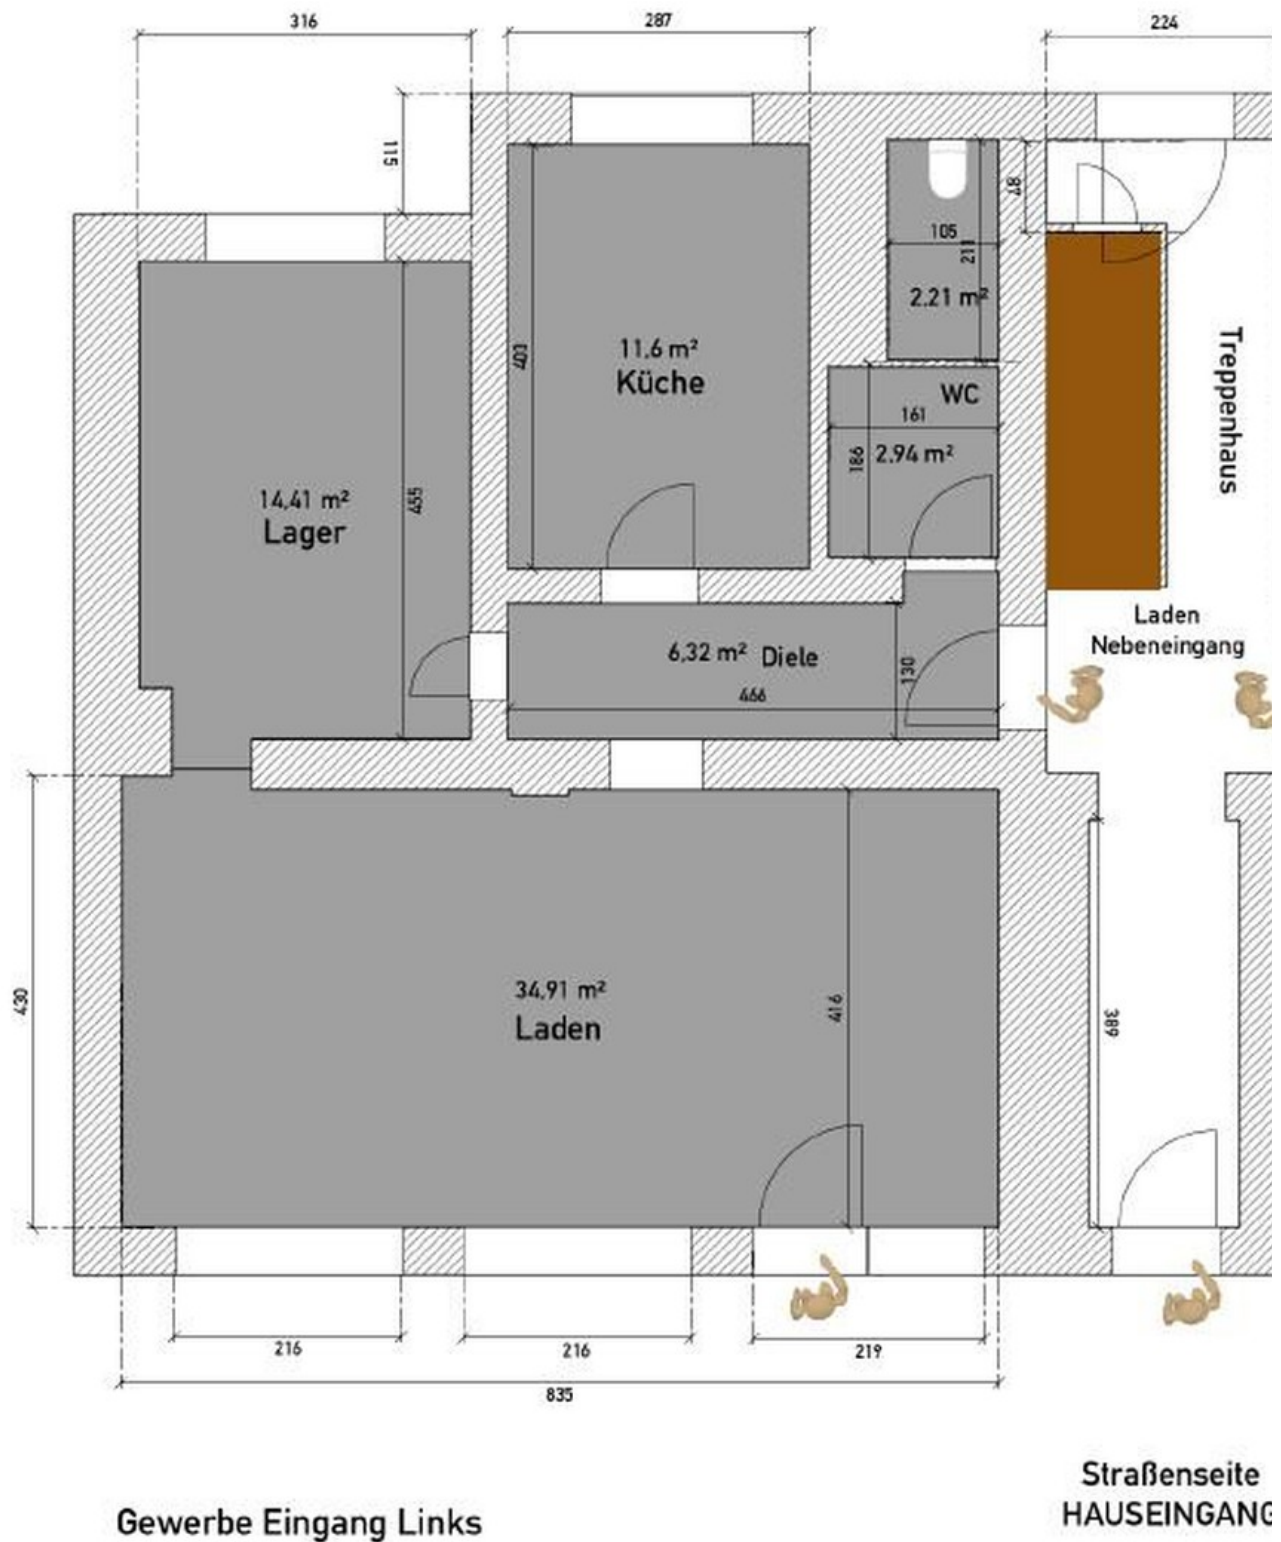 316
287
224
115
48
105
211
2.21 m²
11,6 m²
Küche
403
WC
161
186
2.94 m²
Treppenhaus
14,41 m²
Lager
455
Laden
Nebeneingang
6,32 m² Diele
130
466
34,91 m²
Laden
416
430
389
216
216
219
835
Straßenseite
HAUSEINGANG
Gewerbe Eingang Links